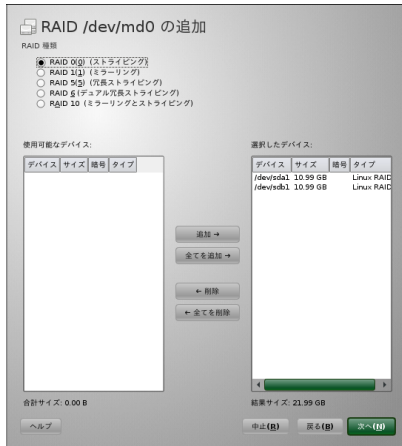 RAID /dev/md0 の追加
RAID 種類
RAID 0(0) (ストライピング)
RAID 1(1) (ミラーリング)
RAID 5(5) (冗長ストライピング)
RAID 6 (デュアル冗長ストライピング)
RAID 10 (ミラーリングとストライピング)
使用可能なデバイス:
デバイス サイズ 暗号 タイプ
追加 →
全てを追加 →
← 削除
← 全てを削除
合計サイズ: 0.00 B
選択したデバイス:
デバイス サイズ 暗号 タイプ
/dev/sda1 10.99 GB Linux RAID
/dev/sdb1 10.99 GB Linux RAID
結果サイズ: 21.99 GB
ヘルプ 中止(R) 戻る(B) 次へ(N)